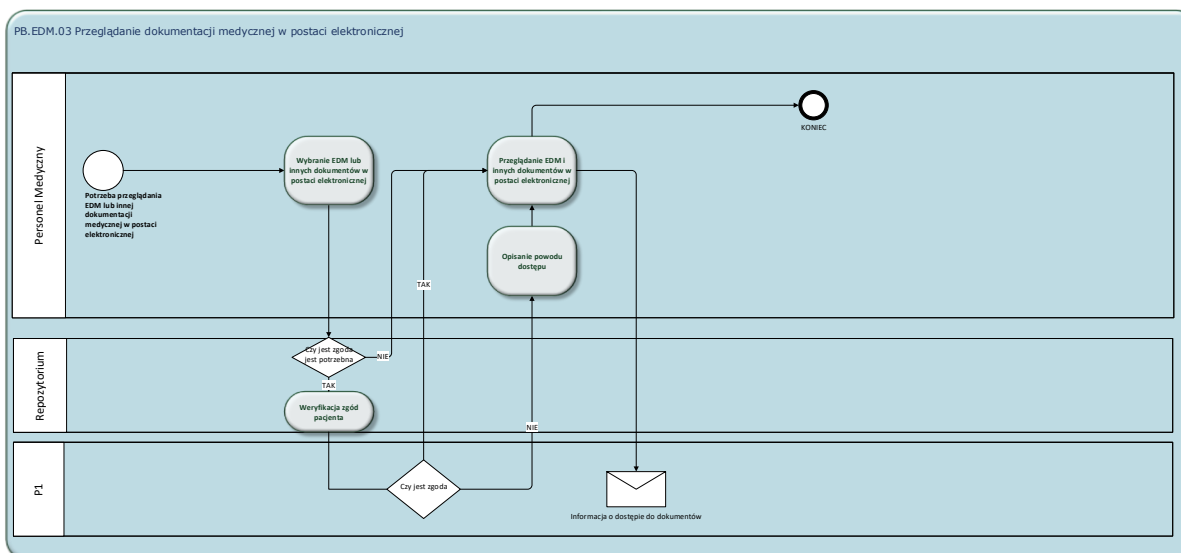 PB.EDM.03 Przeglądanie dokumentacji medycznej w postaci elektronicznej
Personel Medyczny
Potrzeba przeglądania
EDM lub innej
dokumentacji
medycznej w postaci
elektronicznej
Wybranie EDM lub
innych dokumentów w
postaci elektronicznej
Przeglądanie EDM i
innych dokumentów w
postaci elektronicznej
KONIEC
Opisanie powodu
dostępu
TAK
Repozytorium
Czy jest zgoda
jest potrzebna
NIE
TAK
Weryfikacja zgód
pacjenta
NIE
P1
Czy jest zgoda
Informacja o dostępie do dokumentów